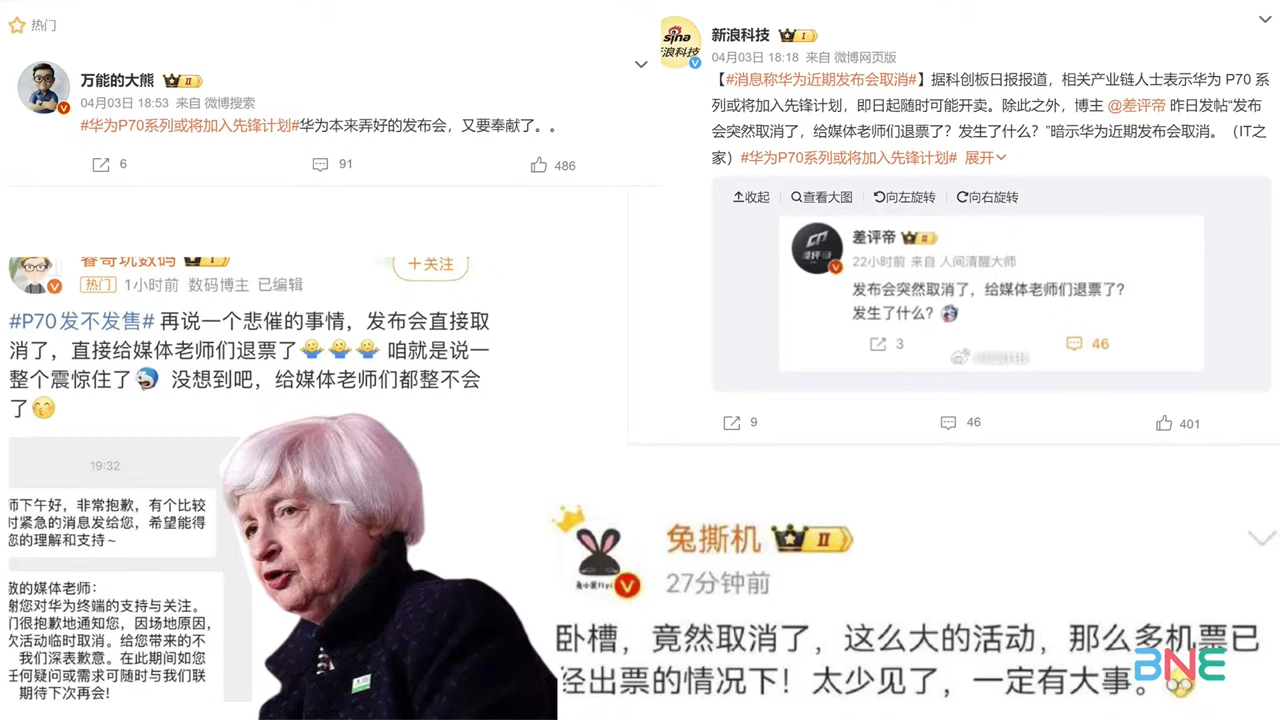 热门
万能的大熊 II
04月03日 18:53 来自 微博搜索
#华为P70系列或将加入先锋计划#华为本来弄好的发布会，又要奉献了。。
6 91 486
sina
新浪科技
新浪科技 I
04月03日 18:18 来自 微博网页版
【#消息称华为近期发布会取消#】据科创板日报报道，相关产业链人士表示华为 P70 系
列或将加入先锋计划，即日起随时可能开卖。除此之外，博主 @差评帝 昨日发帖“发布
会突然取消了，给媒体老师们退票了？发生了什么？”暗示华为近期发布会取消。（IT之
家）#华为P70系列或将加入先锋计划# 展开
收起 查看大图 向左旋转 向右旋转
差评帝 II
22小时前 来自 人间清醒大师
发布会突然取消了，给媒体老师们退票了？
发生了什么？
3 46
9 46 401
哥玩数码 I
+关注
热门 1小时前 数码博主 已编辑
#P70发不发售# 再说一个悲催的事情，发布会直接取
消了，直接给媒体老师们退票了 咱就是说一
整个震惊住了 没想到吧，给媒体老师们都整不会
了
19:32
师下午好，非常抱歉，有个比较
时紧急的消息发给您，希望能得
您的理解和支持～
敬的媒体老师：
谢您对华为终端的支持与关注。
们很抱歉地通知您，因场地原因，
次活动临时取消。给您带来的不
我们深表歉意。在此期间如您
任何疑问或需求可随时与我们联
期待下次再会！
兔撕机 II
27分钟前
卧槽，竟然取消了，这么大的活动，那么多机票已
经出票的情况下！太少见了，一定有大事。
BNE